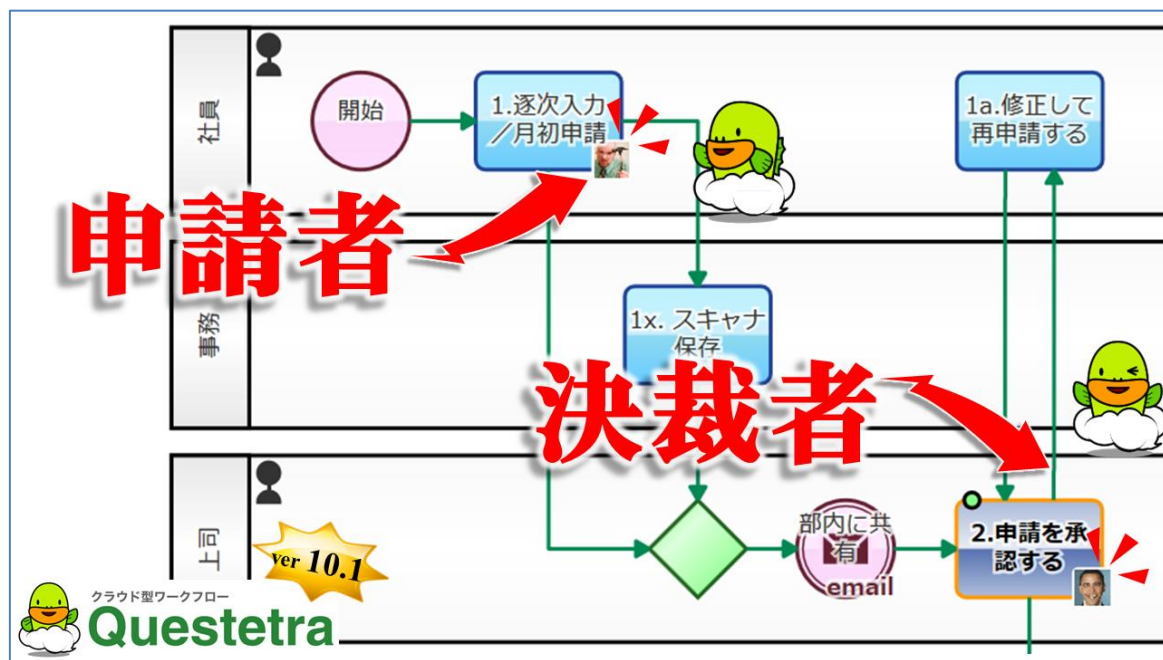 社員
開始
1.逐次入力
／月初申請
1a.修正して
再申請する
申請者
事務
1x. スキャナ
保存
決裁者
上司
ver 10.1
部内に共
有
email
2.申請を承
認する
クラウド型ワークフロー
Questetra